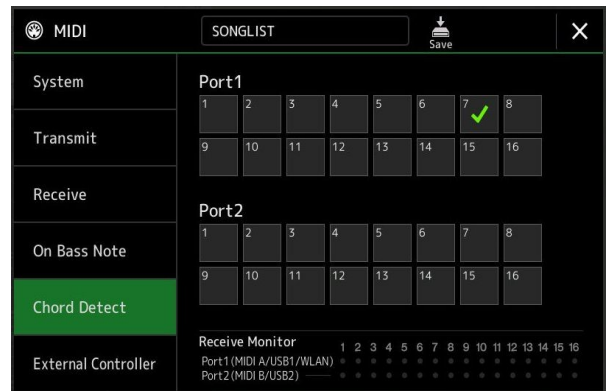 MIDI
SONGLIST
Save
System
Transmit
Receive
On Bass Note
Chord Detect
External Controller
Port1
1 2 3 4 5 6 7 8
9 10 11 12 13 14 15 16
Port2
1 2 3 4 5 6 7 8
9 10 11 12 13 14 15 16
Receive Monitor 1 2 3 4 5 6 7 8 9 10 11 12 13 14 15 16
Port1(MIDI A/USB1/WLAN)
Port2(MIDI B/USB2)